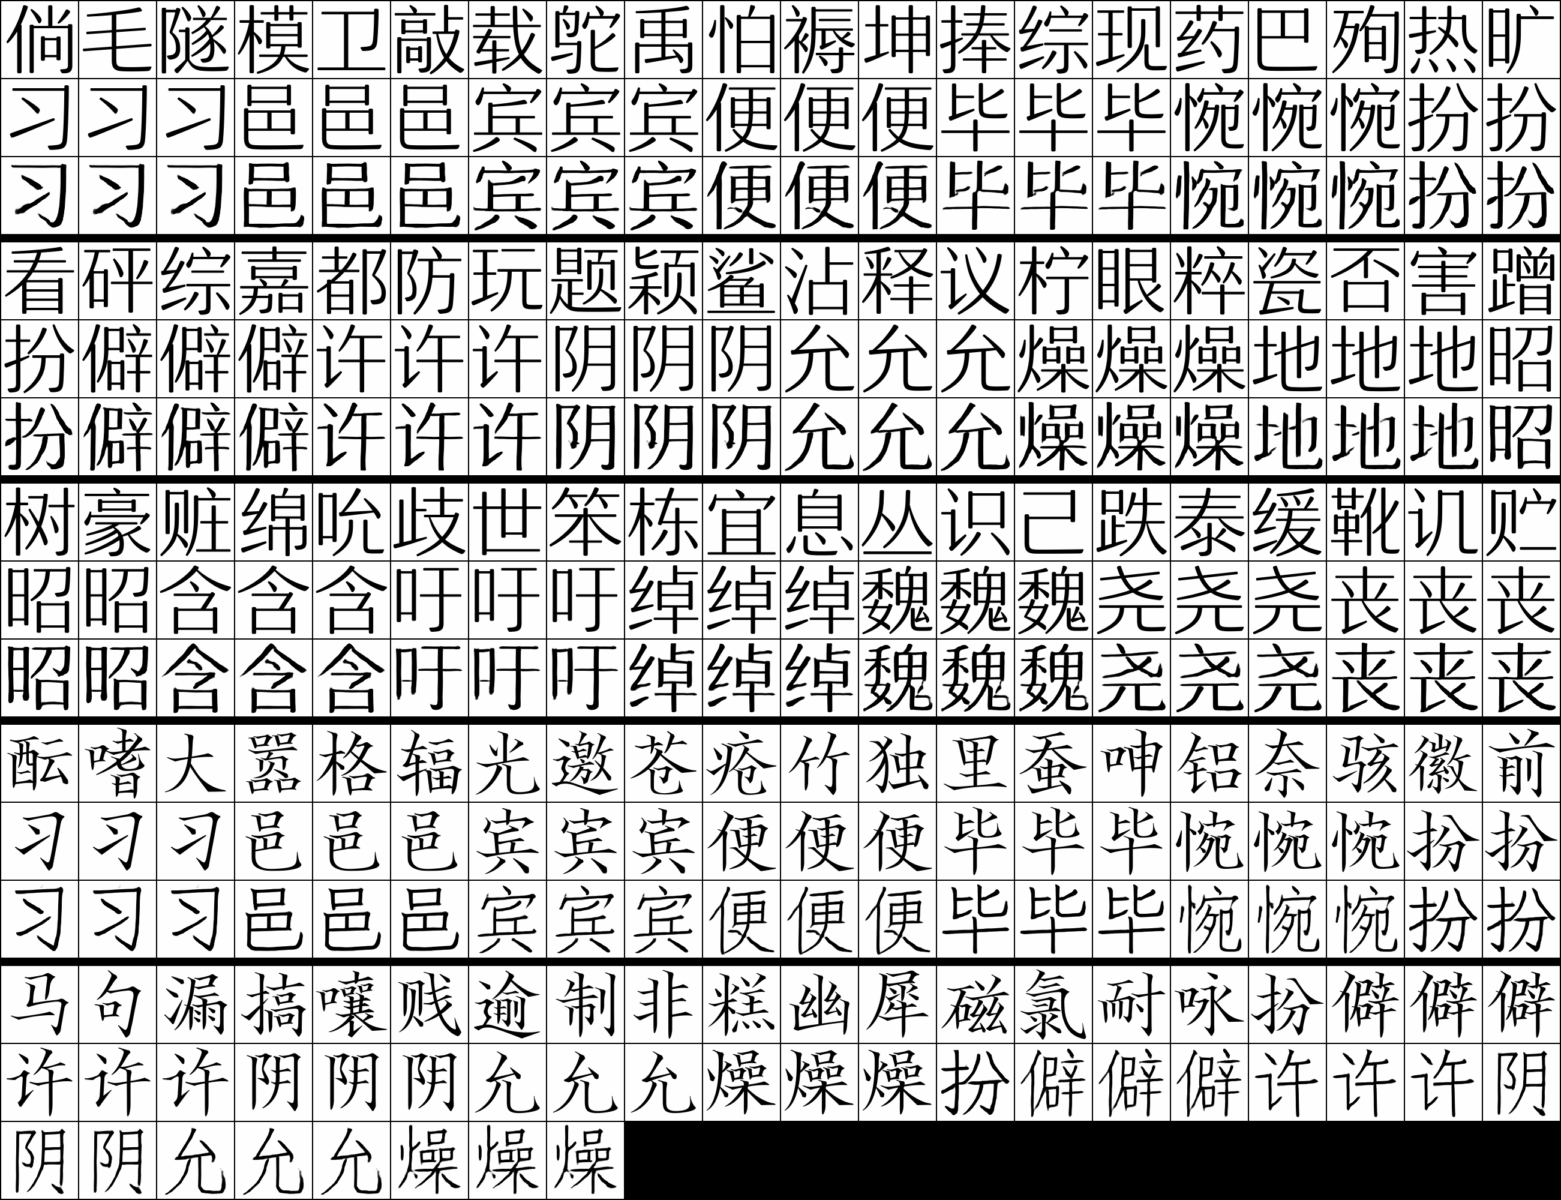 倘毛隧模卫敲载鸵禹怕褥坤捧综现药巴殉热旷
习习习邑邑邑宾宾宾便便便毕毕毕惋惋惋扮扮
习习习邑邑邑宾宾宾便便便毕毕毕惋惋惋扮扮
看砰综嘉都防玩题颖鲨沾释议柠眼粹瓷否害蹭
扮僻僻僻许许许阴阴阴允允允燥燥燥地地地昭
扮僻僻僻许许许阴阴阴允允允燥燥燥地地地昭
树豪赃绵吮歧世笨栋宜息丛识己跌泰缓靴讥贮
昭昭含含含吁吁吁绰绰绰魏魏魏尧尧尧丧丧丧
昭昭含含含吁吁吁绰绰绰魏魏魏尧尧尧丧丧丧
酝嗜大嚣格辐光邀苍疮竹独里蚕呻铝奈骇徽前
习习习邑邑邑宾宾宾便便便毕毕毕惋惋惋扮扮
习习习邑邑邑宾宾宾便便便毕毕毕惋惋惋扮扮
马句漏搞嚷贱逾制非糕幽犀磁氯耐咏扮僻僻僻
许许许阴阴阴允允允燥燥燥扮僻僻僻许许许阴
阴阴允允允燥燥燥